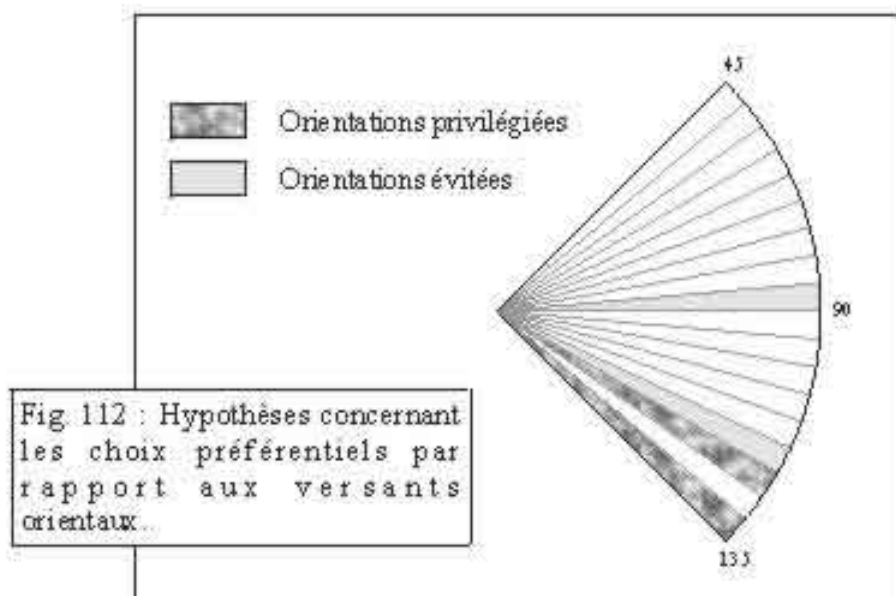 45
Orientations privilégiées
Orientations évitées
90
Fig 112 : Hypothèses concernant
les choix préférentiels par
rapport aux versants
orientaux..
135